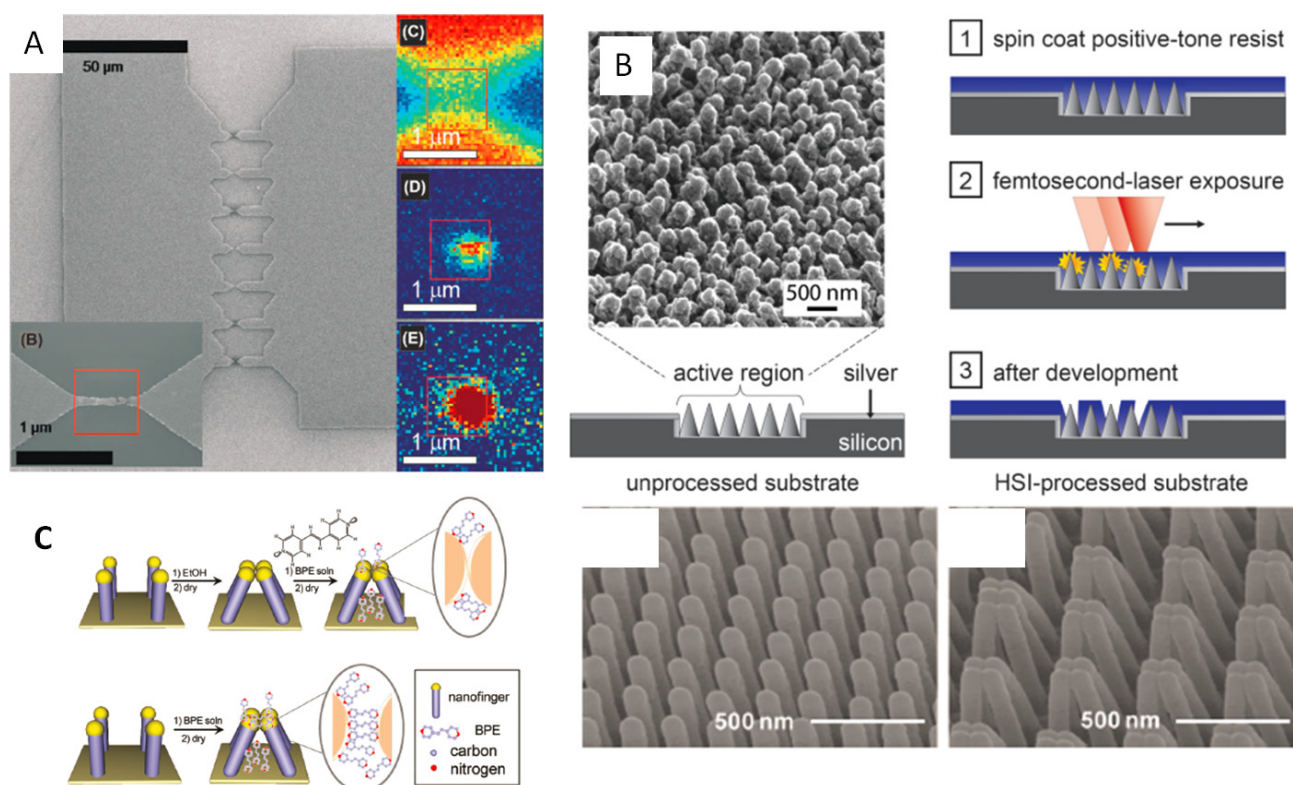 A
50 µm
(B)
1 µm
(C)
1 µm
(D)
1 µm
(E)
1 µm
B
500 nm
active region
silver
silicon
unprocessed substrate
1 spin coat positive-tone resist
2 femtosecond-laser exposure
3 after development
HSI-processed substrate
C
1) EtOH
2) dry
H H H H H H H H H H
1) BPE soln
2) dry
1) BPE soln
2) dry
nanofinger
BPE
carbon
nitrogen
500 nm
500 nm